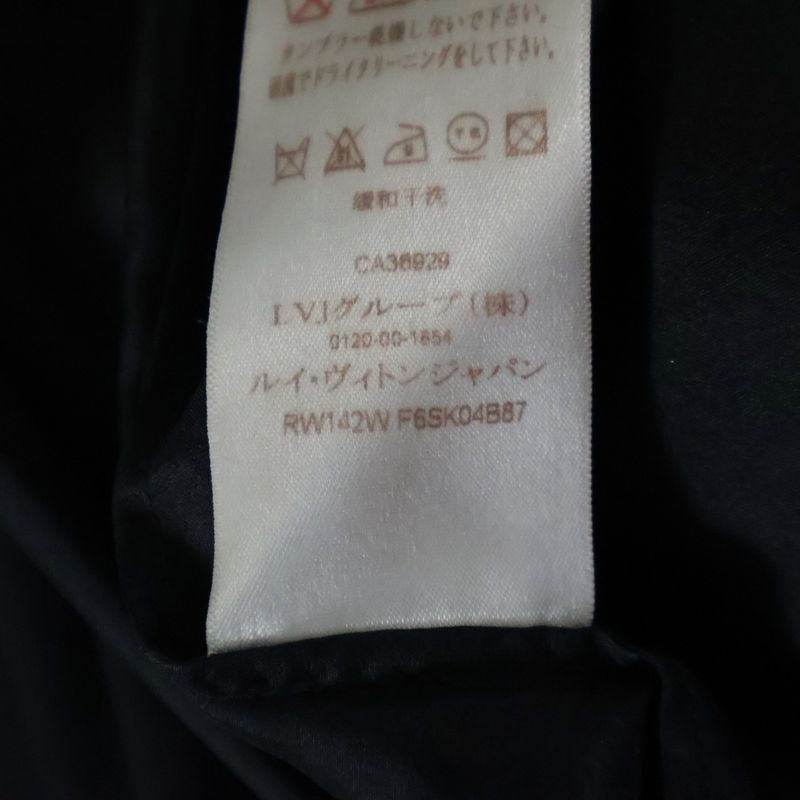 タンブラー乾燥しないで下さい。
弱でドライクリーニングをして下さい。
缓和干洗
CA36929
LVJグループ(株)
0120-00-1854
ルイ・ヴィトンジャパン
RW142W F6SK04B87